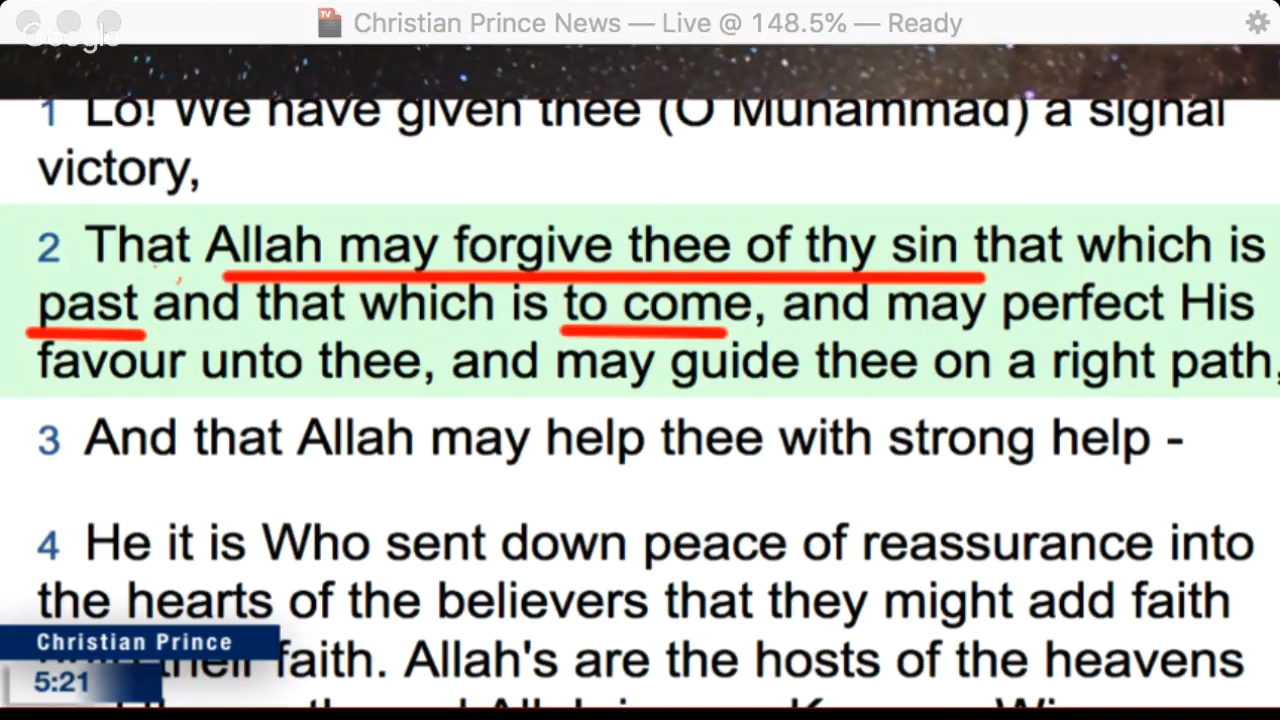 Christian Prince News — Live @ 148.5% — Ready
Google
1 Lo! We have given thee (O Muhammad) a signal
victory,
2 That Allah may forgive thee of thy sin that which is
past and that which is to come, and may perfect His
favour unto thee, and may guide thee on a right path,
3 And that Allah may help thee with strong help -
4 He it is Who sent down peace of reassurance into
the hearts of the believers that they might add faith
their faith. Allah's are the hosts of the heavens
Christian Prince
5:21